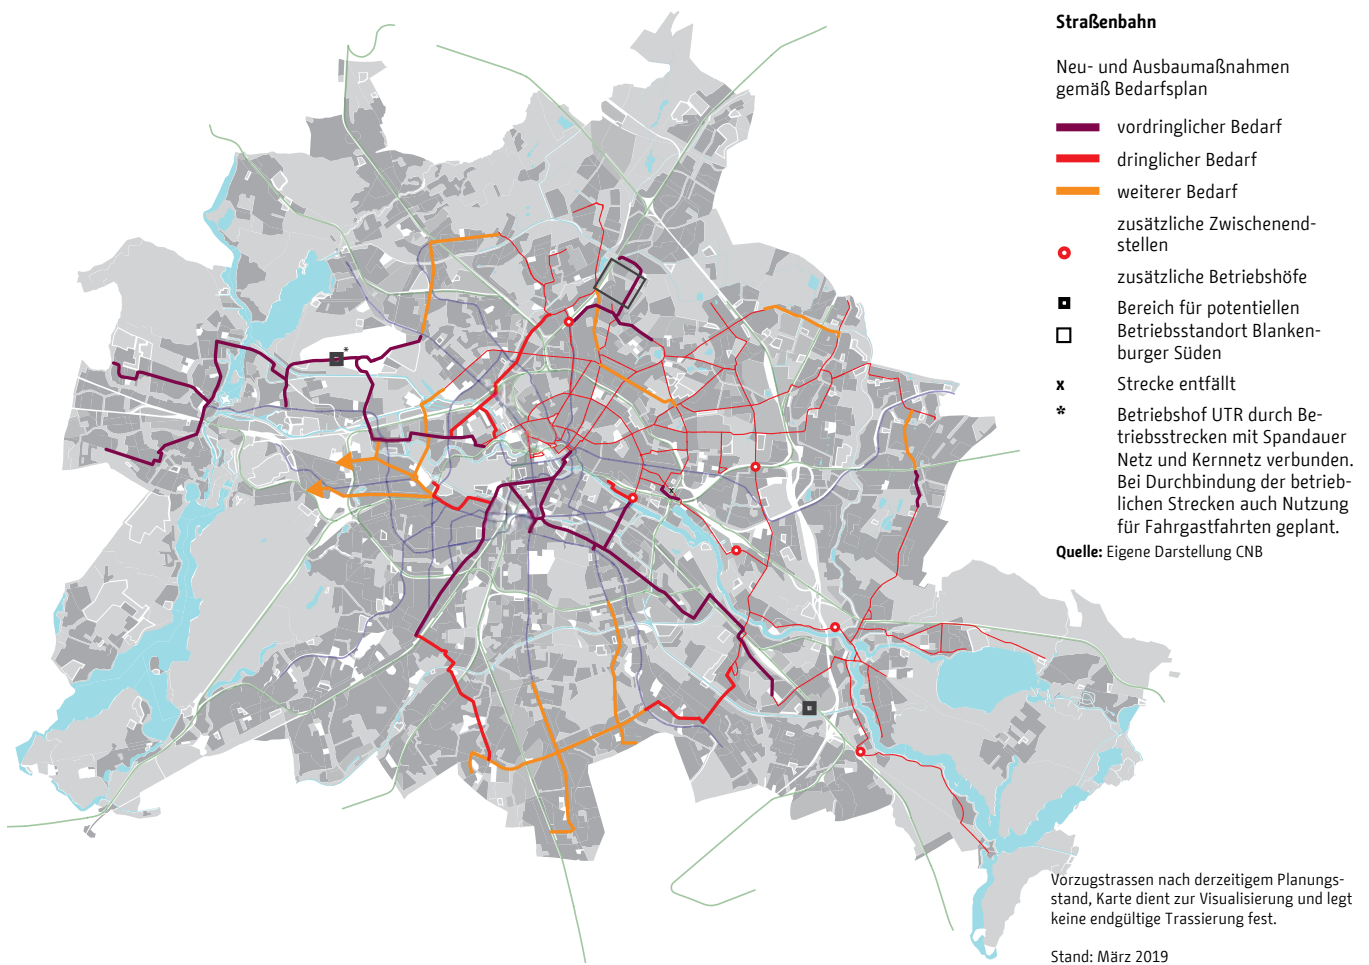 Straßenbahn
Neu- und Ausbaumaßnahmen
gemäß Bedarfsplan
vordringlicher Bedarf
dringlicher Bedarf
weiterer Bedarf
zusätzliche Zwischenend-
stellen
zusätzliche Betriebshöfe
Bereich für potentiellen
Betriebsstandort Blanken-
burger Süden
x Strecke entfällt
* Betriebshof UTR durch Be-
triebsstrecken mit Spandauer
Netz und Kernnetz verbunden.
Bei Durchbindung der betrieb-
lichen Strecken auch Nutzung
für Fahrgastfahrten geplant.
Quelle: Eigene Darstellung CNB
*
x
Vorzugstrassen nach derzeitigem Planungs-
stand, Karte dient zur Visualisierung und legt
keine endgültige Trassierung fest.
Stand: März 2019